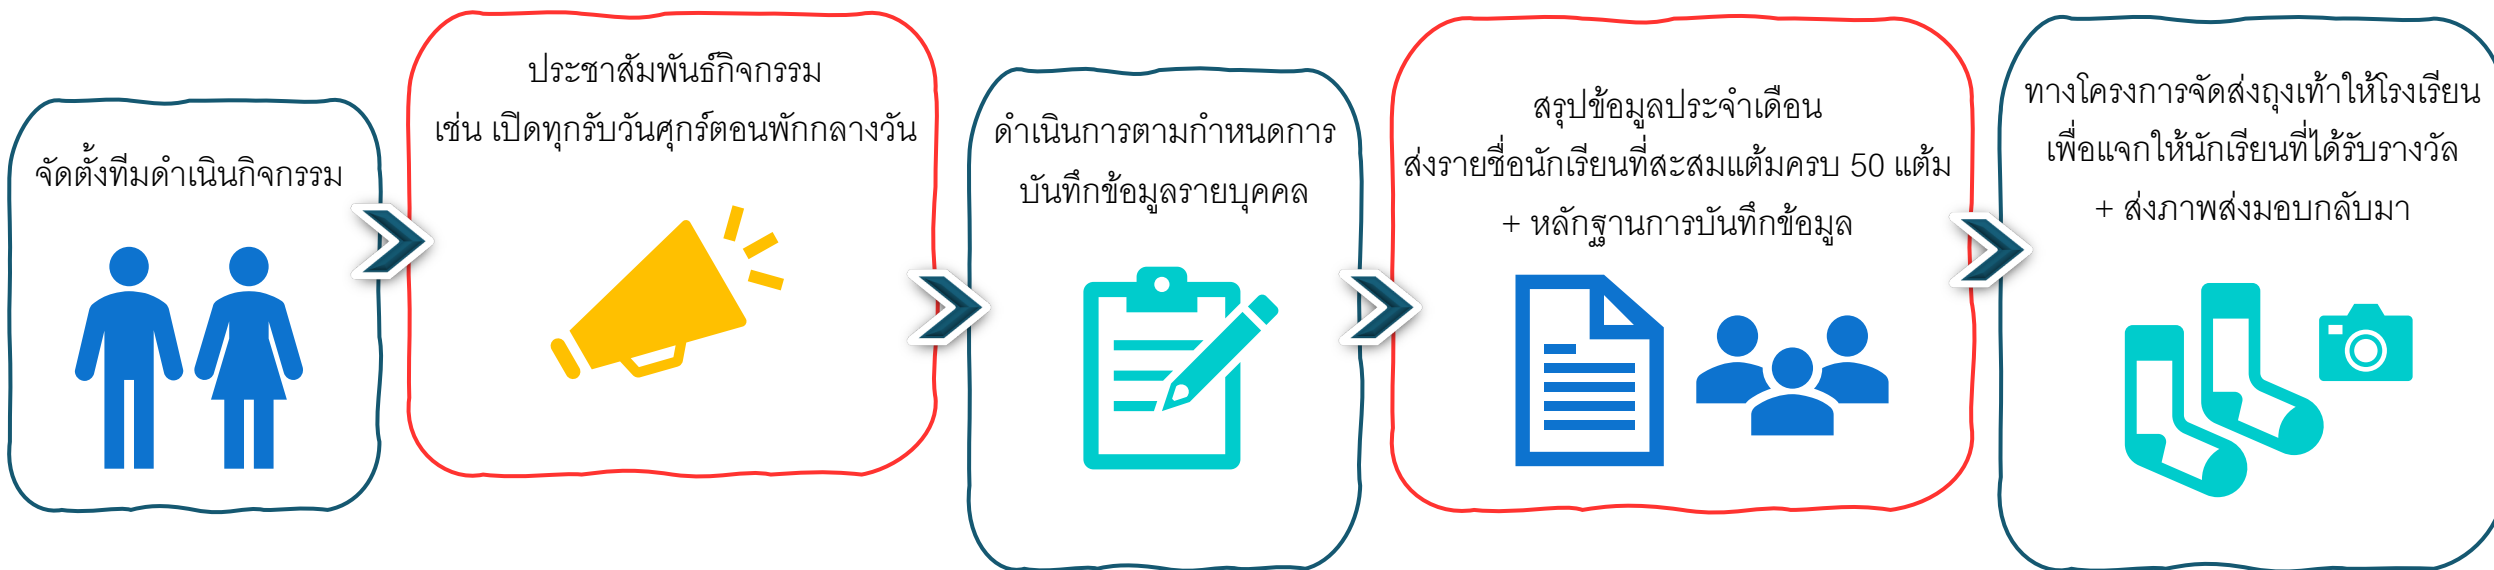 จัดตั้งทีมดำเนินกิจกรรม
ประชาสัมพันธ์กิจกรรม
เช่น เปิดทุกรับวันศุกร์ตอนพักกลางวัน
ดำเนินการตามกำหนดการ
บันทึกข้อมูลรายบุคคล
สรุปข้อมูลประจำเดือน
ส่งรายชื่อนักเรียนที่สะสมแต้มครบ 50 แต้ม
+ หลักฐานการบันทึกข้อมูล
ทางโครงการจัดส่งถุงเท้าให้โรงเรียน
เพื่อแจกให้นักเรียนที่ได้รับรางวัล
+ ส่งภาพส่งมอบกลับมา